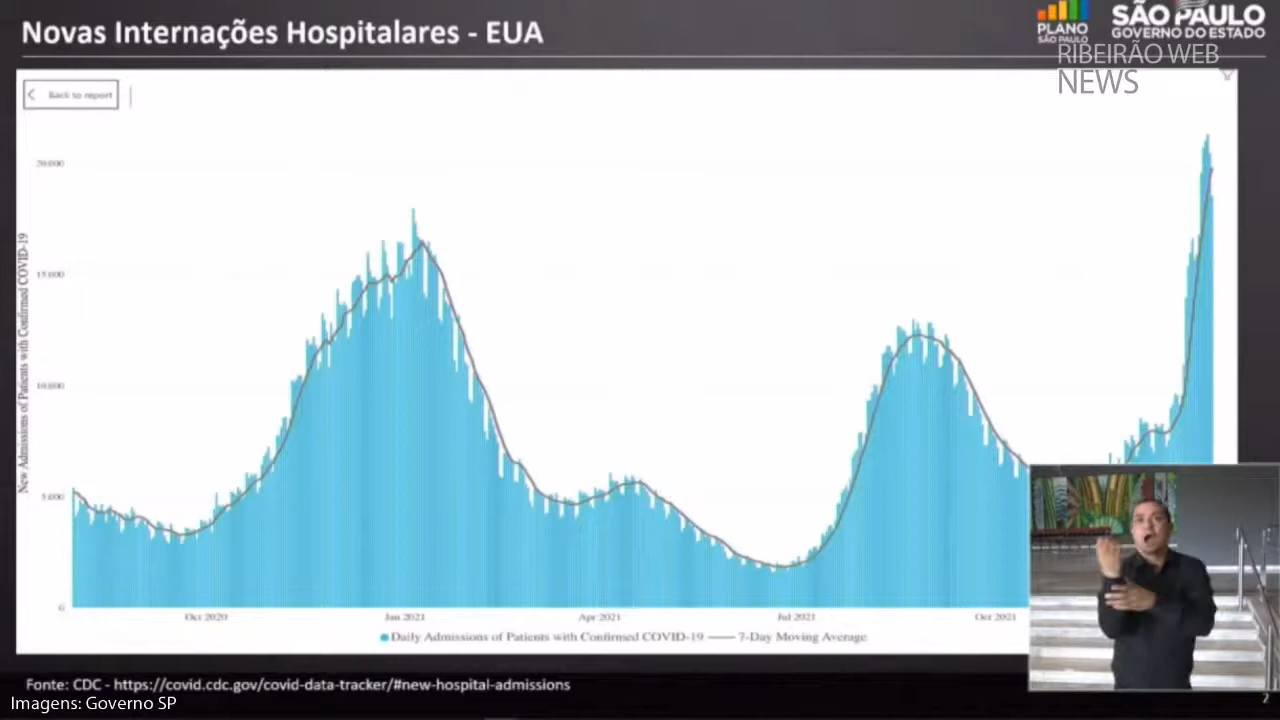 Novas Internações Hospitalares - EUA
PLANO
SÃO PAULO
SÃO PAULO
GOVERNO DO ESTADO
RIBEIRÃO WEB
NEWS
Back to report
New Admissions of Patients with Confirmed COVID-19
20.000
15.000
10.000
5.000
0
Oct 2020
Jan 2021
Apr 2021
Jul 2021
Oct 2021
Daily Admissions of Patients with Confirmed COVID-19
7-Day Moving Average
Fonte: CDC - https://covid.cdc.gov/covid-data-tracker/#new-hospital-admissions
Imagens: Governo SP
2